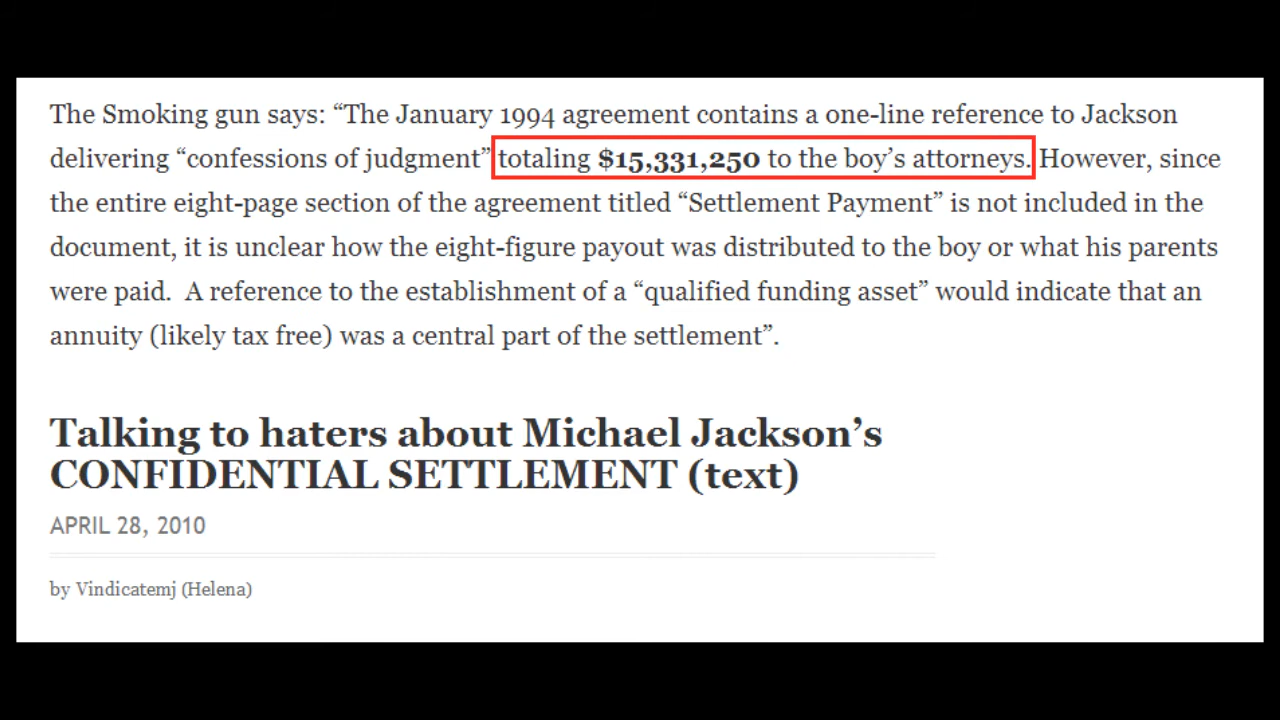 The Smoking gun says: “The January 1994 agreement contains a one-line reference to Jackson
delivering “confessions of judgment” totaling $15,331,250 to the boy’s attorneys. However, since
the entire eight-page section of the agreement titled “Settlement Payment” is not included in the
document, it is unclear how the eight-figure payout was distributed to the boy or what his parents
were paid.  A reference to the establishment of a “qualified funding asset” would indicate that an
annuity (likely tax free) was a central part of the settlement”.
Talking to haters about Michael Jackson’s
CONFIDENTIAL SETTLEMENT (text)
APRIL 28, 2010
by Vindicatemj (Helena)